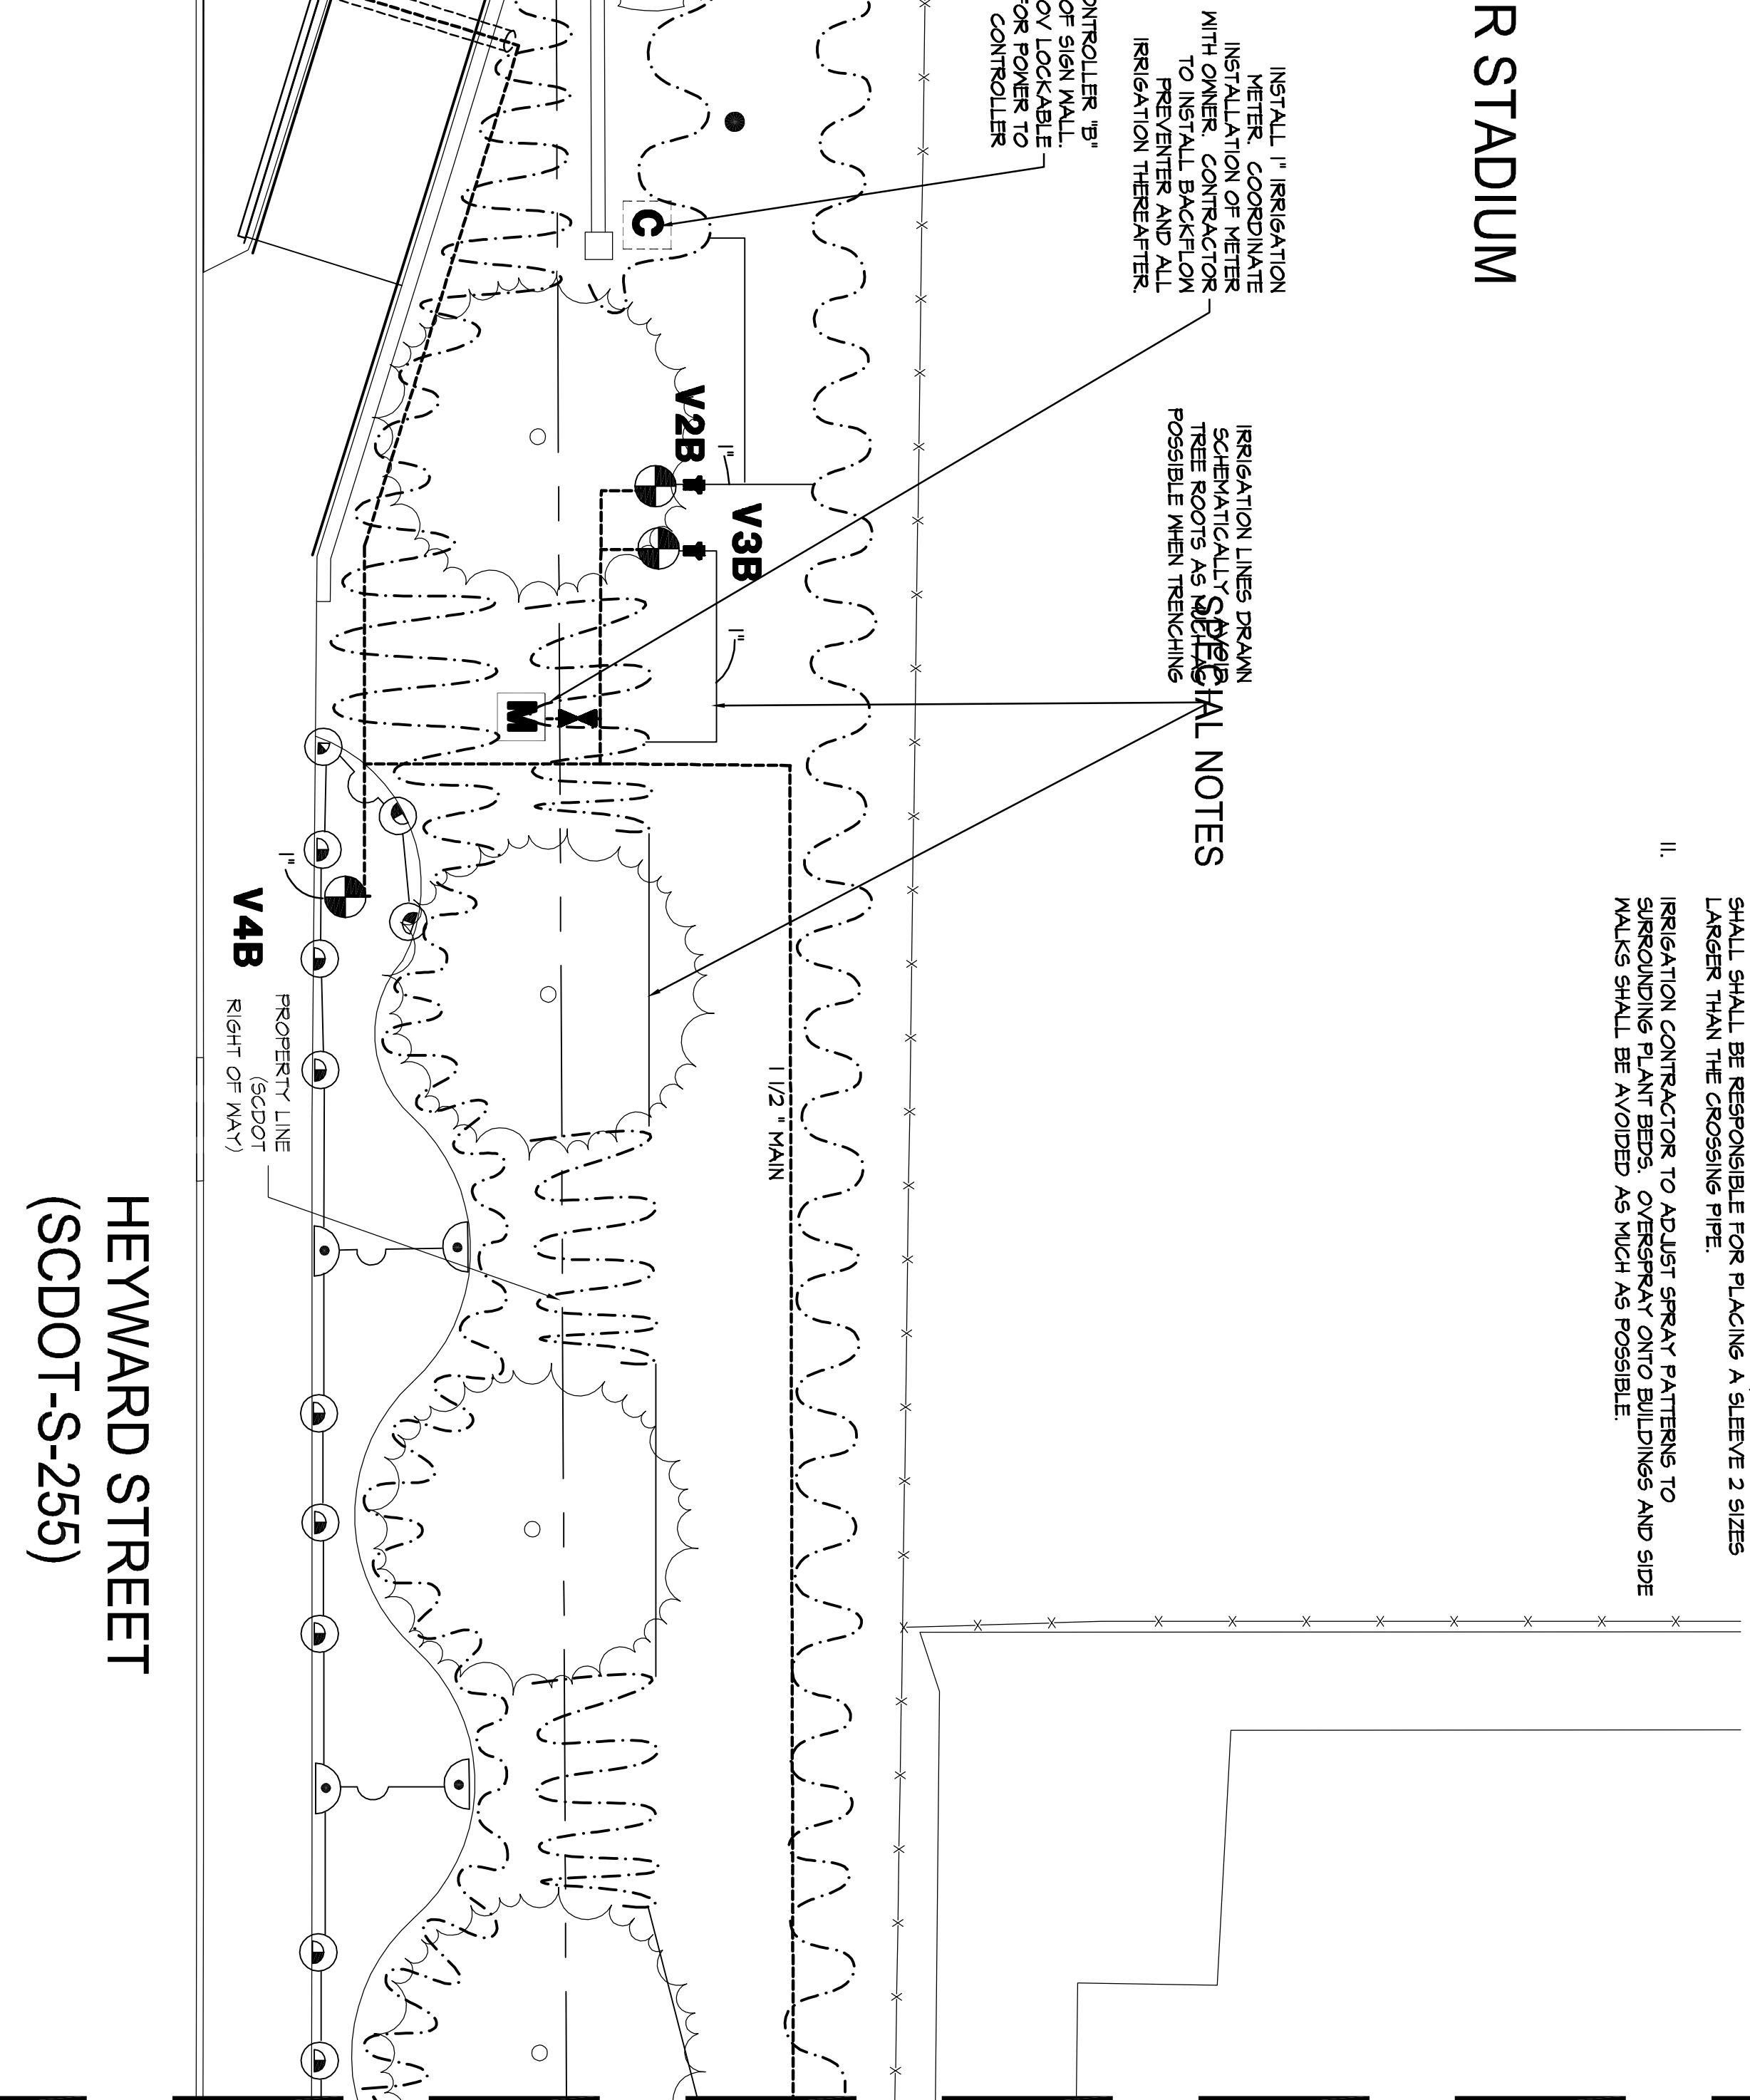 R STADIUM
INSTALL 1" IRRIGATION
METER. COORDINATE
INSTALLATION OF METER
WITH OWNER. CONTRACTOR
TO INSTALL BACKFLOW
PREVENTER AND ALL
IRRIGATION THEREAFTER.
ONTROLLER "B"
OF SIGN WALL.
OV LOCKABLE
FOR POWER TO
CONTROLLER
C
IRRIGATION LINES DRAWN
SCHEMATICALLY. AVOID
TREE ROOTS AS MUCH AS
POSSIBLE WHEN TRENCHING
SPECIAL NOTES
SHALL SHALL BE RESPONSIBLE FOR PLACING A SLEEVE 2 SIZES
LARGER THAN THE CROSSING PIPE.
11. IRRIGATION CONTRACTOR TO ADJUST SPRAY PATTERNS TO
SURROUNDING PLANT BEDS. OVERSPRAY ONTO BUILDINGS AND SIDE
WALKS SHALL BE AVOIDED AS MUCH AS POSSIBLE.
V2B
1"
V3B
1"
M
1 1/2 " MAIN
1"
V4B
PROPERTY LINE
(SCDOT
RIGHT OF WAY)
HEYWARD STREET
(SCDOT-S-255)